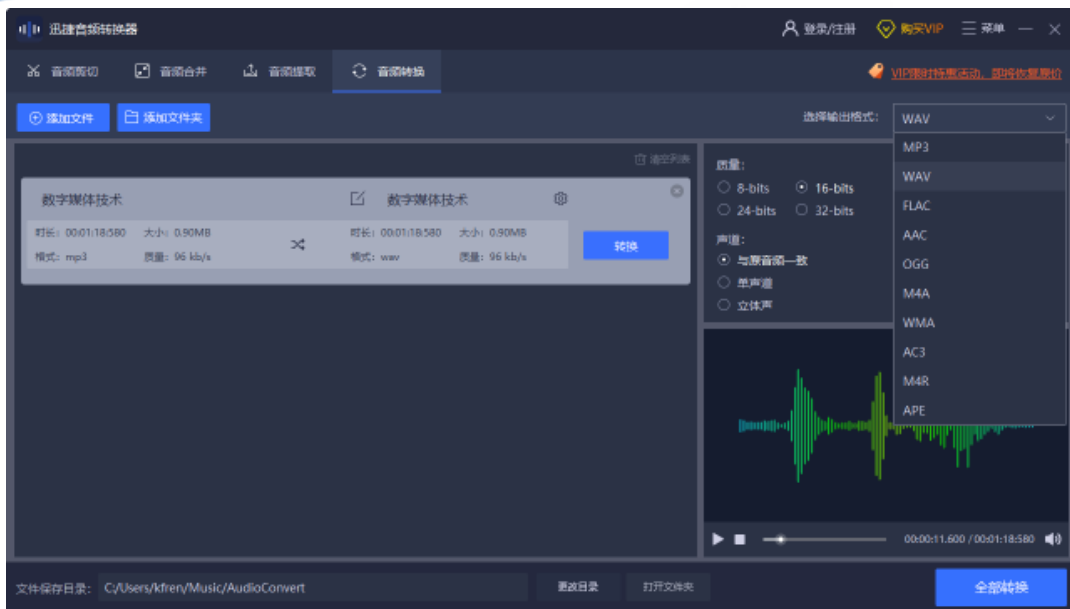 迅捷音频转换器 登录/注册 购买VIP 菜单
音频剪切 音频合并 音频提取 音频转换 VIP限时特惠活动，即将恢复原价
添加文件 添加文件夹 选择输出格式： WAV
清空列表
数字媒体技术 数字媒体技术
时长：00:01:18:580 大小：0.90MB 时长：00:01:18:580 大小：0.90MB
格式：mp3 质量：96 kb/s 格式：wav 质量：96 kb/s
转换
质量：
8-bits 16-bits
24-bits 32-bits
声道：
与原音频一致
单声道
立体声
MP3
WAV
FLAC
AAC
OGG
M4A
WMA
AC3
M4R
APE
00:00:11.600 / 00:01:18:580
文件保存目录： C:/Users/kfren/Music/AudioConvert 更改目录 打开文件夹 全部转换